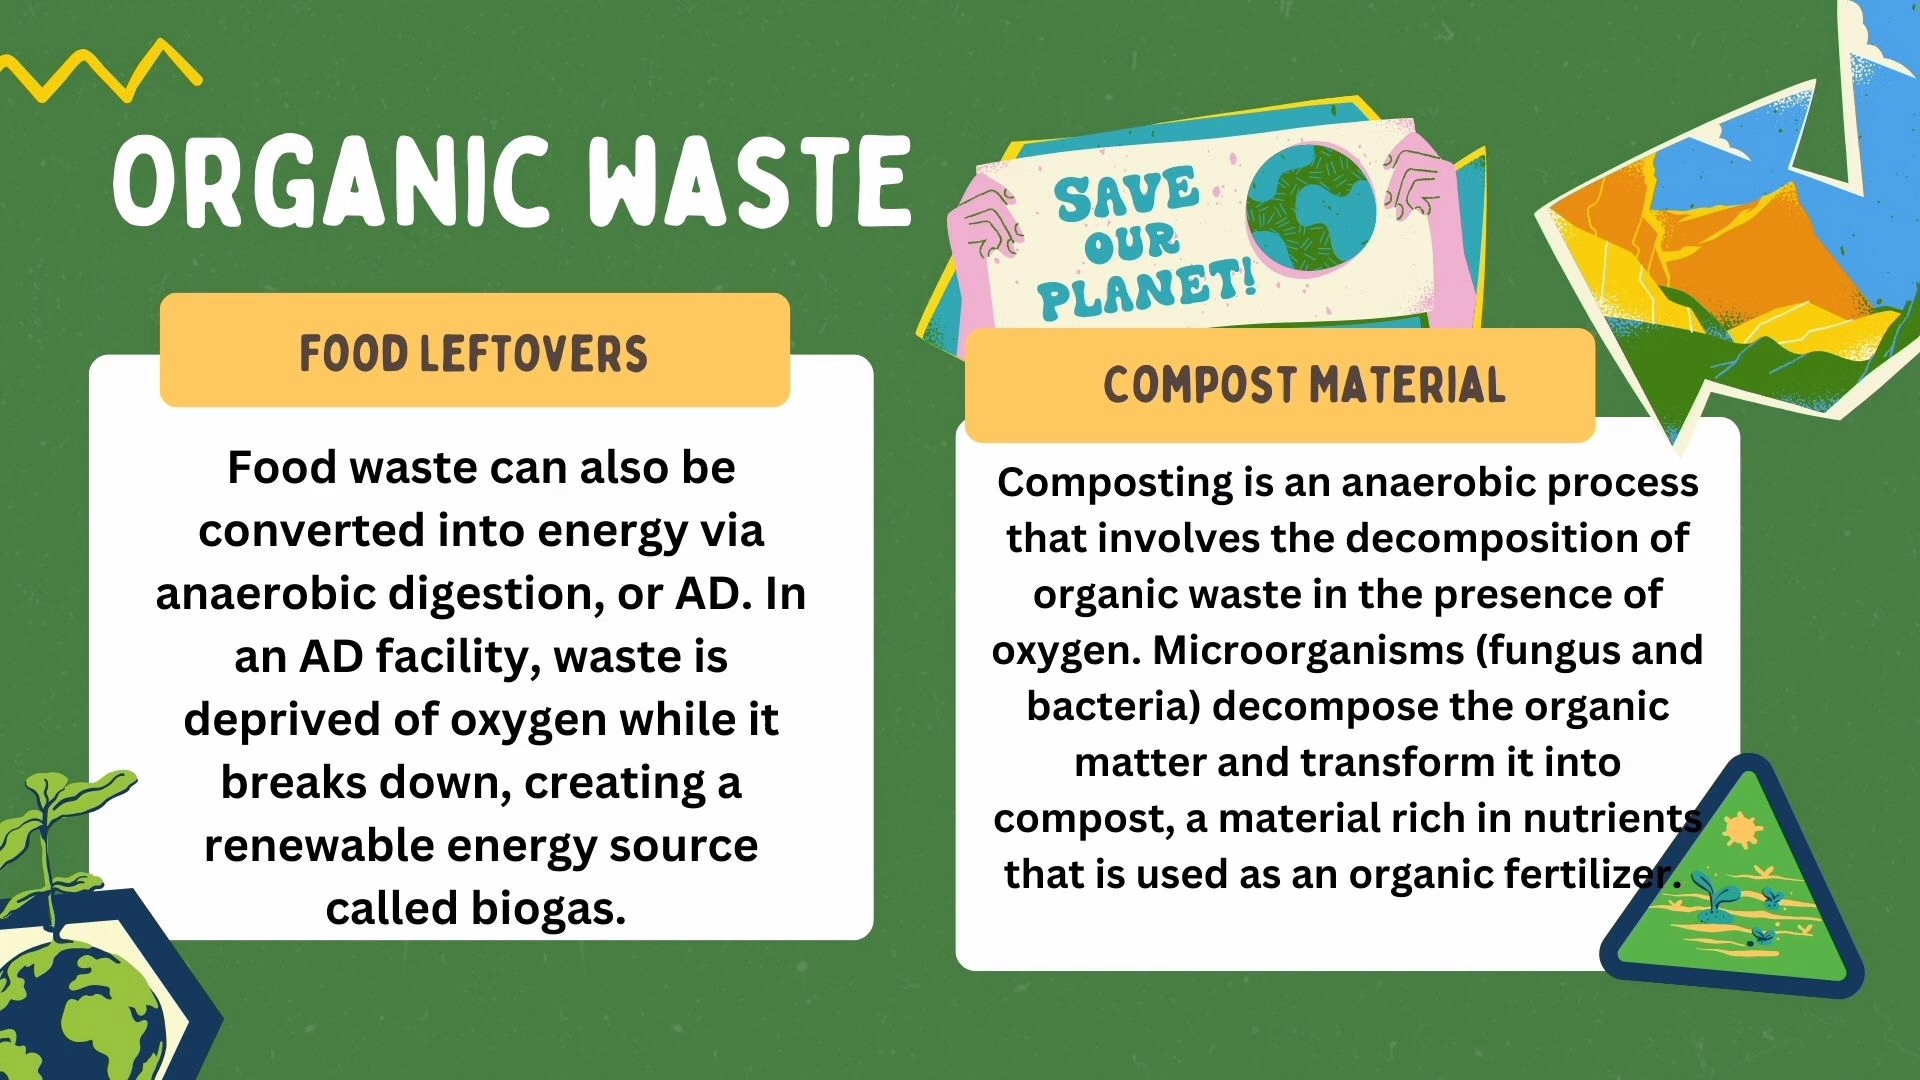 ORGANIC WASTE
SAVE
OUR
PLANET!
FOOD LEFTOVERS
Food waste can also be
converted into energy via
anaerobic digestion, or AD. In
an AD facility, waste is
deprived of oxygen while it
breaks down, creating a
renewable energy source
called biogas.
COMPOST MATERIAL
Composting is an anaerobic process
that involves the decomposition of
organic waste in the presence of
oxygen. Microorganisms (fungus and
bacteria) decompose the organic
matter and transform it into
compost, a material rich in nutrients
that is used as an organic fertilizer.